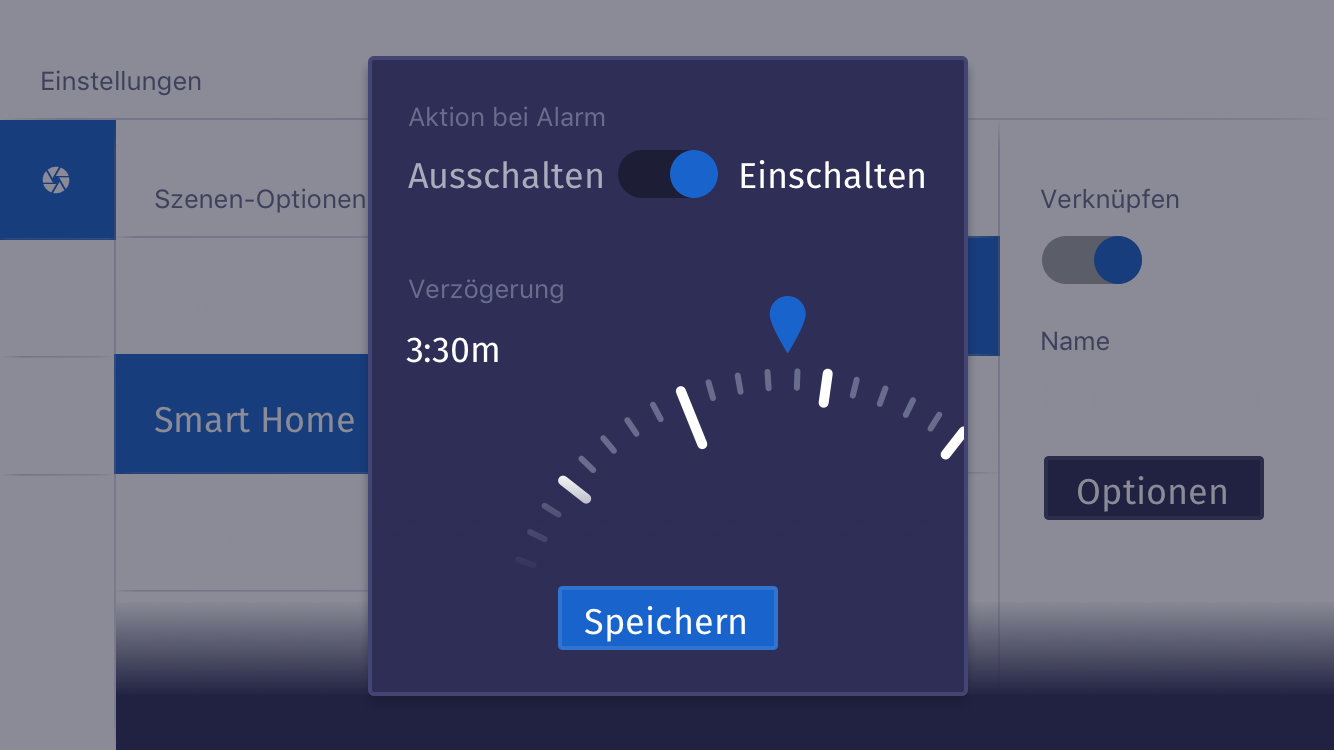 Einstellungen
Szenen-Optionen
Smart Home
Aktion bei Alarm
Ausschalten Einschalten
Verzögerung
3:30m
Speichern
Verknüpfen
Name
Optionen